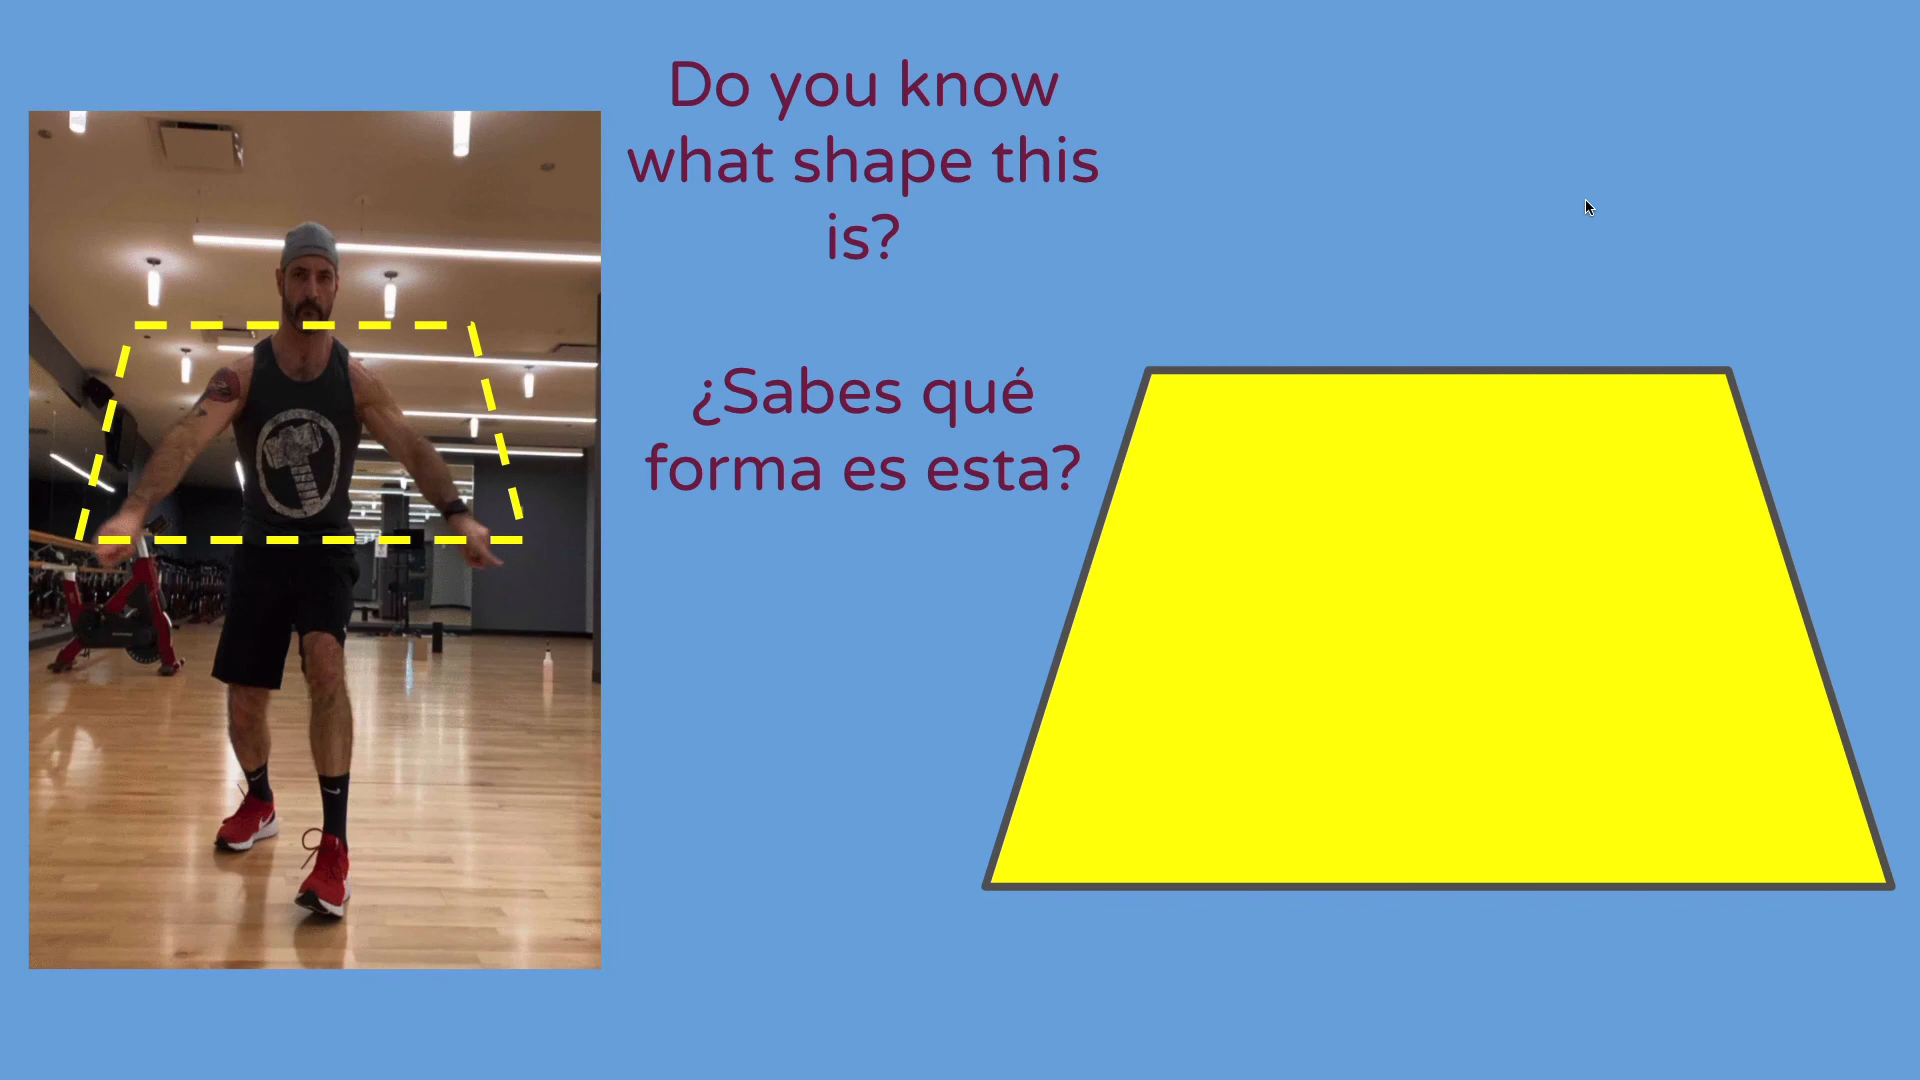 Do you know
what shape this
is?
¿Sabes qué
forma es esta?